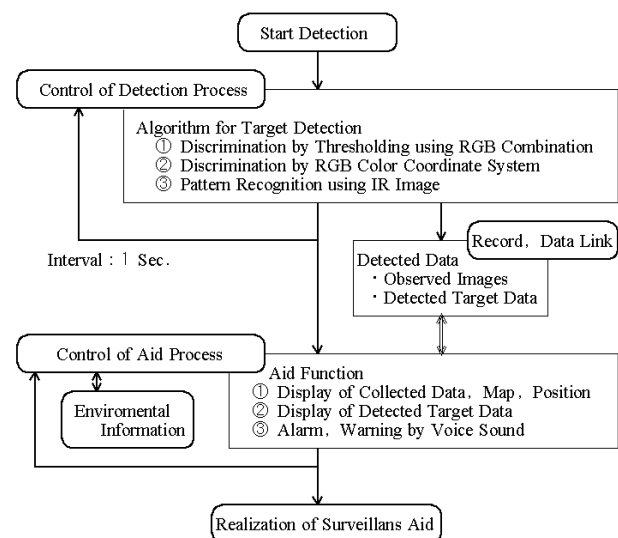 Start Detection
Control of Detection Process
Algorithm for Target Detection
① Discrimination by Thresholding using RGB Combination
② Discrimination by RGB Color Coordinate System
③ Pattern Recognition using IR Image
Record, Data Link
Interval : 1 Sec.
Detected Data
・Observed Images
・Detected Target Data
Control of Aid Process
Aid Function
① Display of Collected Data, Map, Position
② Display of Detected Target Data
③ Alarm, Warning by Voice Sound
Enviromental
Information
Realization of Surveillans Aid